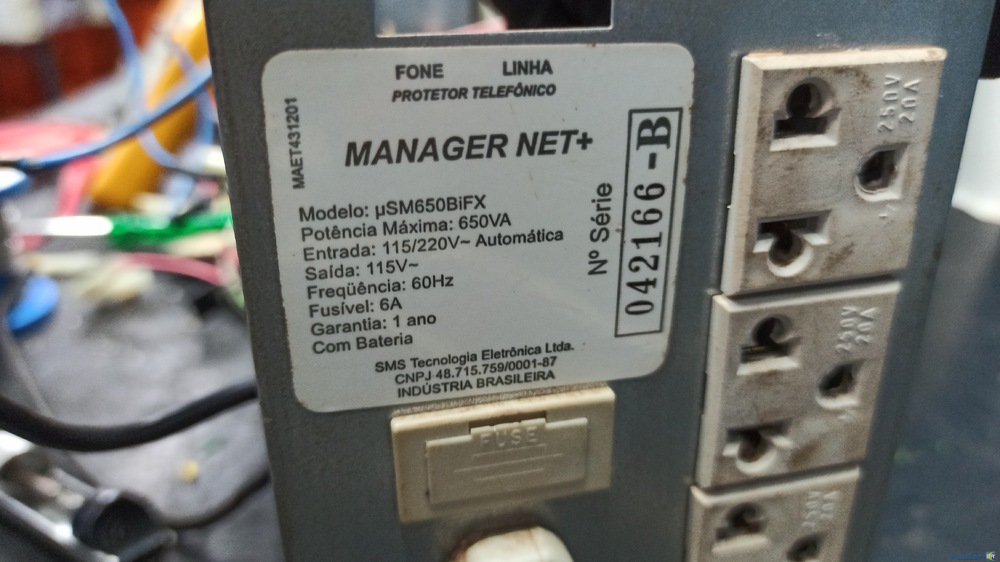 FONE LINHA
PROTETOR TELEFÔNICO
MAET431201
MANAGER NET+
Modelo: µSM650BiFX
Potência Máxima: 650VA
Entrada: 115/220V~ Automática
Saída: 115V~
Freqüência: 60Hz
Fusível: 6A
Garantia: 1 ano
Com Bateria
Nº Série
042166-B
SMS Tecnologia Eletrônica Ltda.
CNPJ 48.715.759/0001-87
INDÚSTRIA BRASILEIRA
FUSE
250V
20A
250V
20A
250V
20A